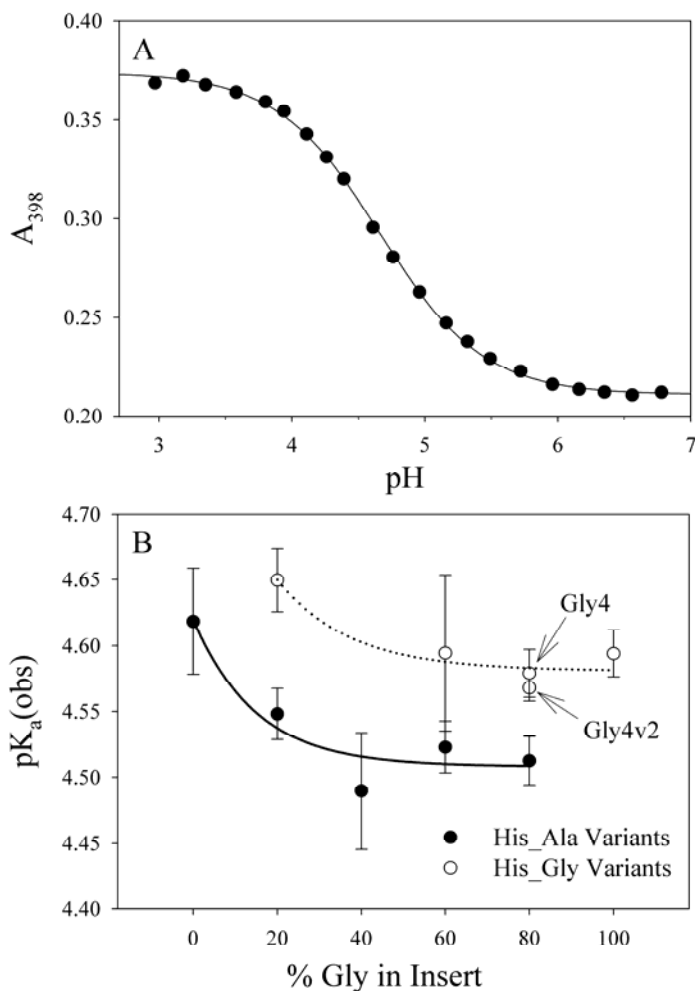 A
0.40
0.35
0.30
0.25
0.20
A398
3 4 5 6 7
pH
B
4.70
4.65
4.60
4.55
4.50
4.45
4.40
pKa(obs)
Gly4
Gly4v2
His_Ala Variants
His_Gly Variants
0 20 40 60 80 100
% Gly in Insert